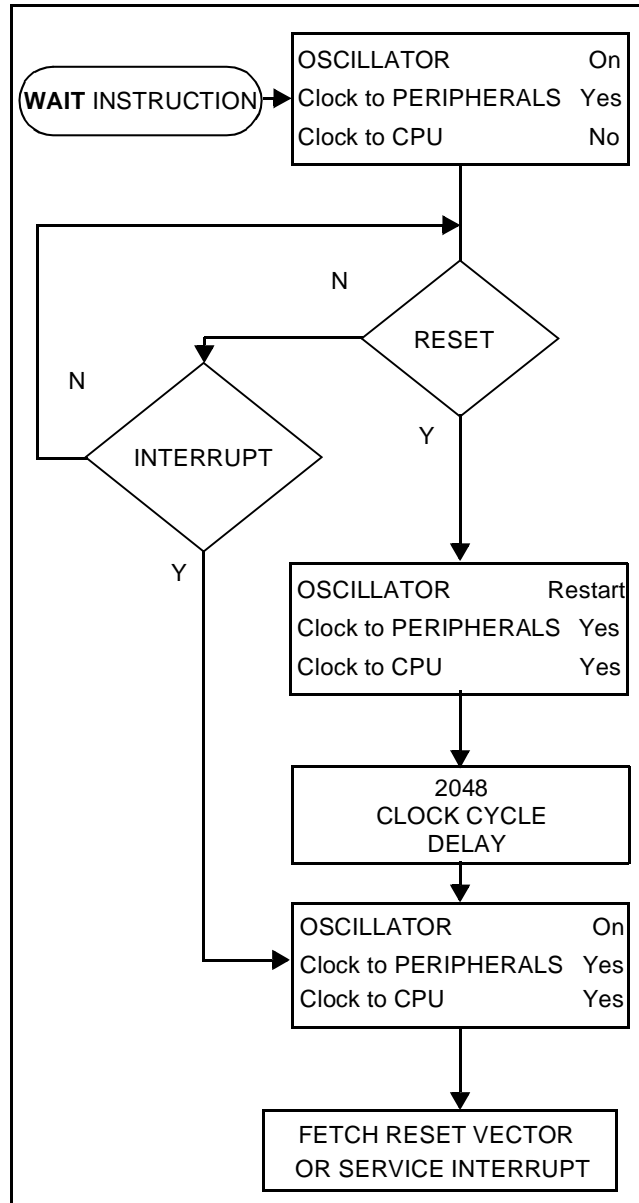 WAIT INSTRUCTION
OSCILLATOR On
Clock to PERIPHERALS Yes
Clock to CPU No
N
RESET
N
INTERRUPT
Y
Y
OSCILLATOR Restart
Clock to PERIPHERALS Yes
Clock to CPU Yes
2048
CLOCK CYCLE
DELAY
OSCILLATOR On
Clock to PERIPHERALS Yes
Clock to CPU Yes
FETCH RESET VECTOR
OR SERVICE INTERRUPT